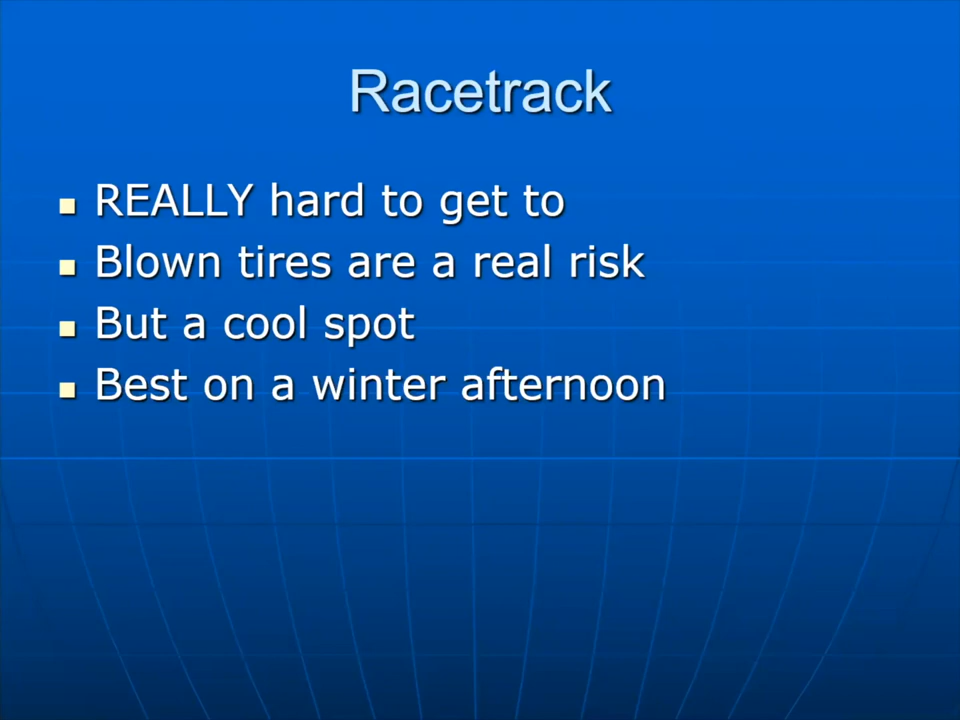 Racetrack
REALLY hard to get to
Blown tires are a real risk
But a cool spot
Best on a winter afternoon